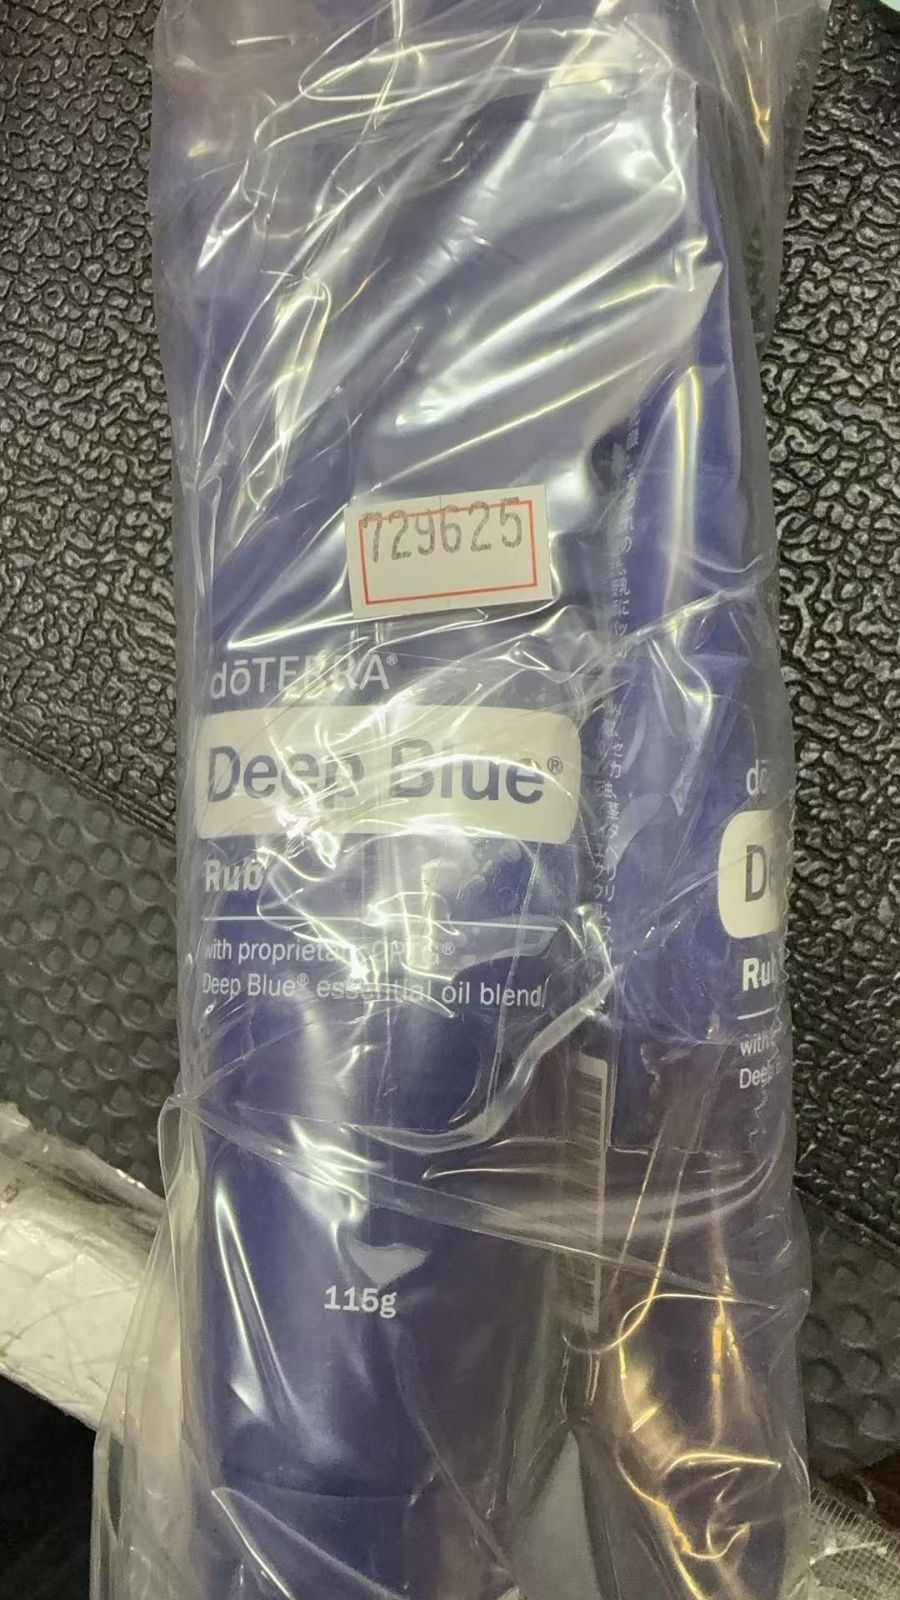 729625
dōTERRA®
Deep Blue®
Rub
with proprietary CPTG®
Deep Blue® essential oil blend
115g
dō
De
Rub
with
Deep